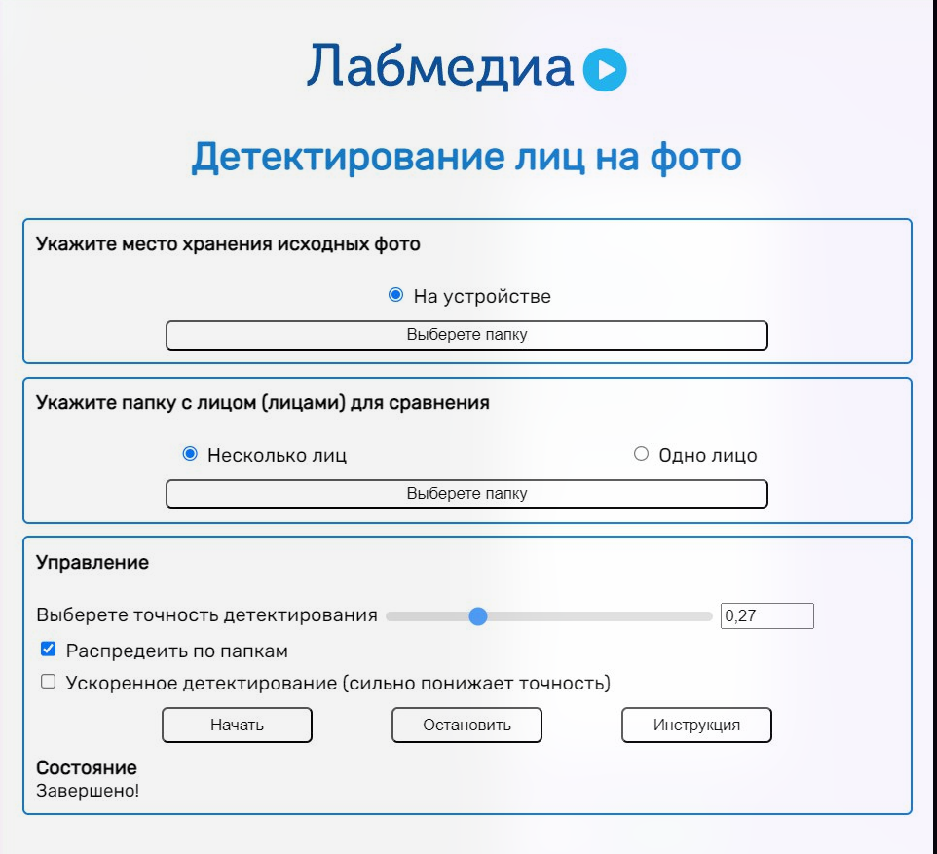 Лабмедиа
Детектирование лиц на фото
Укажите место хранения исходных фото
На устройстве
Выберете папку
Укажите папку с лицом (лицами) для сравнения
Несколько лиц Одно лицо
Выберете папку
Управление
Выберете точность детектирования 0,27
Распредеить по папкам
Ускоренное детектирование (сильно понижает точность)
Начать Остановить Инструкция
Состояние
Завершено!